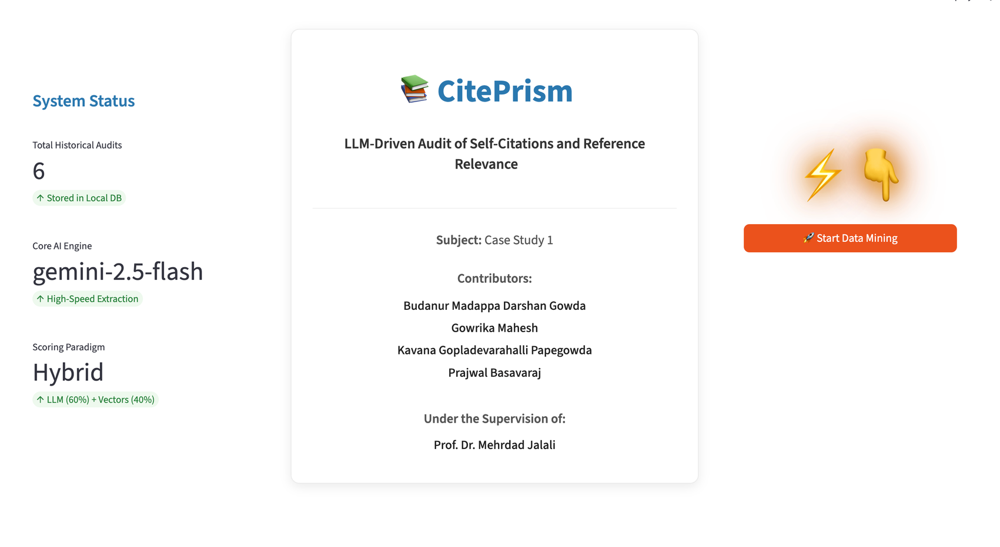 System Status
Total Historical Audits
6
↑ Stored in Local DB
Core AI Engine
gemini-2.5-flash
↑ High-Speed Extraction
Scoring Paradigm
Hybrid
↑ LLM (60%) + Vectors (40%)
CitePrism
LLM-Driven Audit of Self-Citations and Reference
Relevance
Subject: Case Study 1
Contributors:
Budanur Madappa Darshan Gowda
Gowrika Mahesh
Kavana Gopladevarahalli Papegowda
Prajwal Basavaraj
Under the Supervision of:
Prof. Dr. Mehrdad Jalali
🚀 Start Data Mining